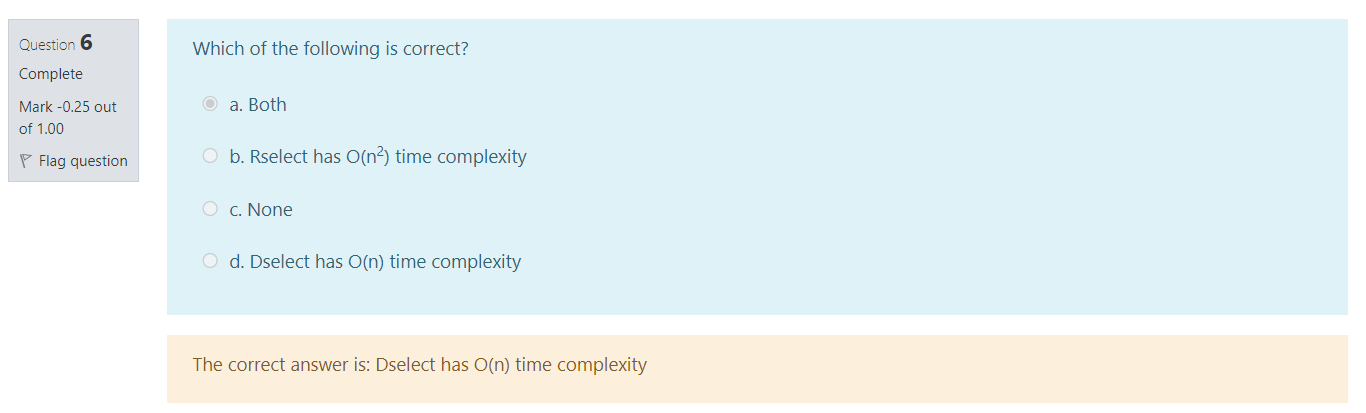 Question 6
Complete
Mark -0.25 out
of 1.00
Flag question
Which of the following is correct?
a. Both
b. Rselect has O(n²) time complexity
c. None
d. Dselect has O(n) time complexity
The correct answer is: Dselect has O(n) time complexity